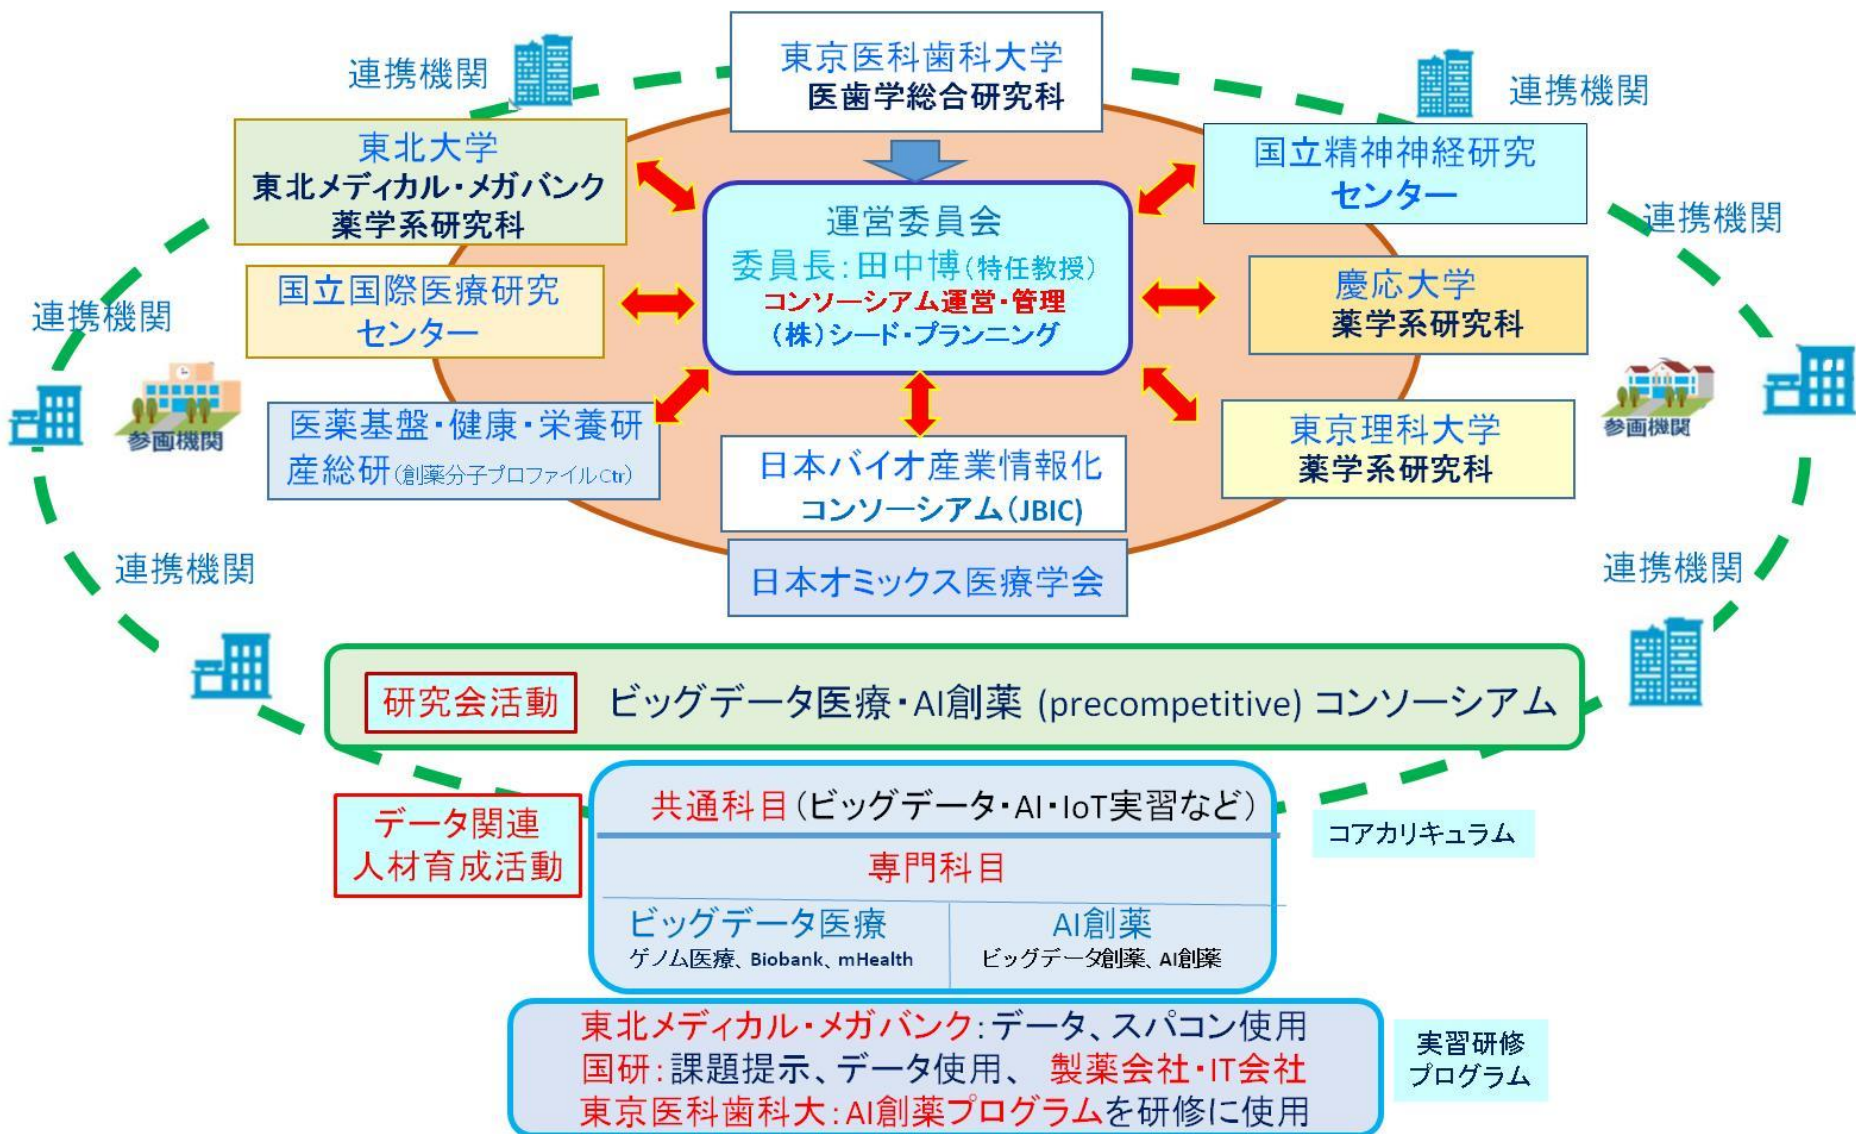 連携機関
東京医科歯科大学
医歯学総合研究科
連携機関
東北大学
東北メディカル・メガバンク
薬学系研究科
国立精神神経研究
センター
運営委員会
委員長:田中博(特任教授)
コンソーシアム運営・管理
(株)シード・プランニング
連携機関
連携機関
国立国際医療研究
センター
慶応大学
薬学系研究科
参画機関
医薬基盤・健康・栄養研
産総研(創薬分子プロファイルCtr)
日本バイオ産業情報化
コンソーシアム(JBIC)
東京理科大学
薬学系研究科
参画機関
連携機関
日本オミックス医療学会
連携機関
研究会活動 ビッグデータ医療・AI創薬 (precompetitive) コンソーシアム
データ関連
人材育成活動
共通科目(ビッグデータ・AI・IoT実習など)
コアカリキュラム
専門科目
ビッグデータ医療
ゲノム医療、Biobank、mHealth
AI創薬
ビッグデータ創薬、AI創薬
東北メディカル・メガバンク:データ、スパコン使用
国研:課題提示、データ使用、 製薬会社・IT会社
東京医科歯科大:AI創薬プログラムを研修に使用
実習研修
プログラム